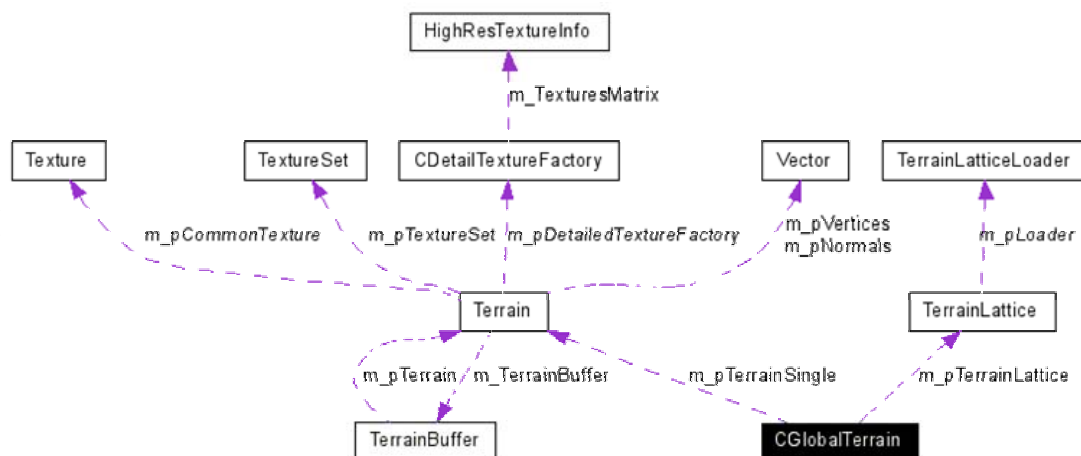 HighResTextureInfo
m_TexturesMatrix
Texture
TextureSet
CDetailTextureFactory
Vector
TerrainLatticeLoader
m_pCommonTexture
m_pTextureSet
m_pDetailedTextureFactory
m_pVertices
m_pNormals
m_pLoader
Terrain
TerrainLattice
m_pTerrain
m_TerrainBuffer
m_pTerrainSingle
m_pTerrainLattice
TerrainBuffer
CGlobalTerrain